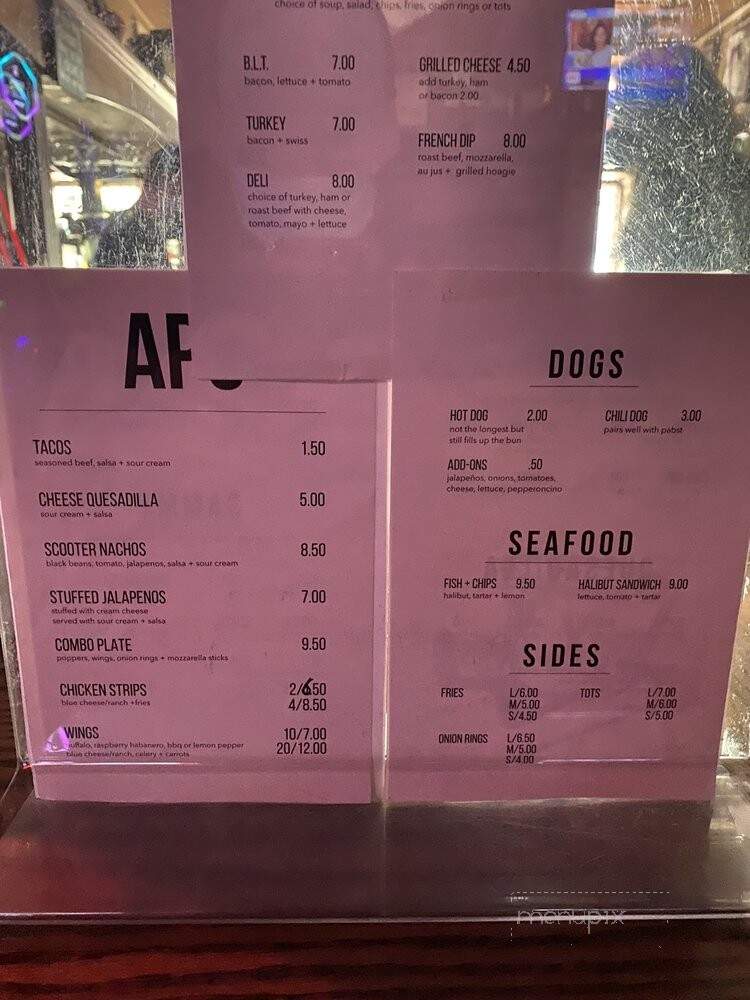 choice of soup, salad, chips, fries, onion rings or tots
B.L.T. 7.00
bacon, lettuce + tomato
TURKEY 7.00
bacon + swiss
DELI 8.00
choice of turkey, ham or
roast beef with cheese,
tomato, mayo + lettuce
GRILLED CHEESE 4.50
add turkey, ham
or bacon 2.00
FRENCH DIP 8.00
roast beef, mozzarella,
au jus + grilled hoagie
TACOS 1.50
seasoned beef, salsa + sour cream
CHEESE QUESADILLA 5.00
sour cream + salsa
SCOOTER NACHOS 8.50
black beans, tomato, jalapenos, salsa + sour cream
STUFFED JALAPENOS 7.00
stuffed with cream cheese
served with sour cream + salsa
COMBO PLATE 9.50
poppers, wings, onion rings + mozzarella sticks
CHICKEN STRIPS 2/6.50
blue cheese/ranch +fries 4/8.50
WINGS 10/7.00
buffalo, raspberry habanero, bbq or lemon pepper 20/12.00
blue cheese/ranch, celery + carrots
DOGS
HOT DOG 2.00
not the longest but
still fills up the bun
CHILI DOG 3.00
pairs well with pabst
ADD-ONS .50
jalapeños, onions, tomatoes,
cheese, lettuce, pepperoncino
SEAFOOD
FISH + CHIPS 9.50
halibut, tartar + lemon
HALIBUT SANDWICH 9.00
lettuce, tomato + tartar
SIDES
FRIES L/6.00
M/5.00
S/4.50
TOTS L/7.00
M/6.00
S/5.00
ONION RINGS L/6.50
M/5.00
S/4.00
menupix